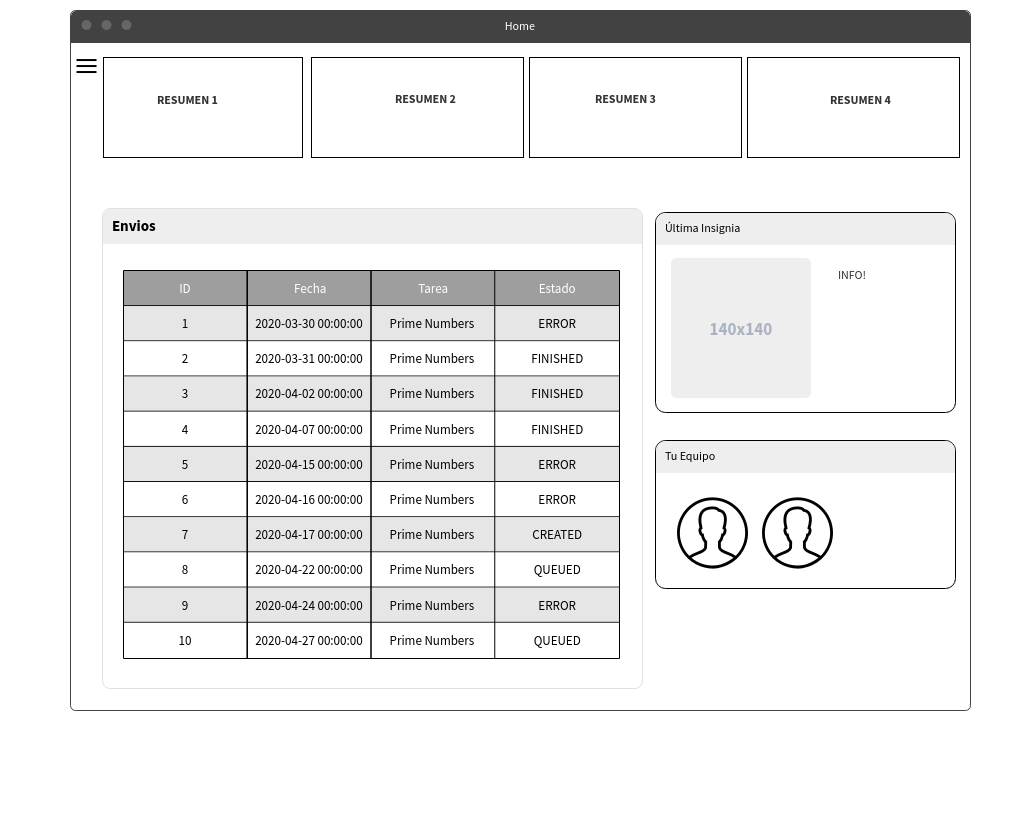 Home
RESUMEN 1
RESUMEN 2
RESUMEN 3
RESUMEN 4
Envios
ID Fecha Tarea Estado
1 2020-03-30 00:00:00 Prime Numbers ERROR
2 2020-03-31 00:00:00 Prime Numbers FINISHED
3 2020-04-02 00:00:00 Prime Numbers FINISHED
4 2020-04-07 00:00:00 Prime Numbers FINISHED
5 2020-04-15 00:00:00 Prime Numbers ERROR
6 2020-04-16 00:00:00 Prime Numbers ERROR
7 2020-04-17 00:00:00 Prime Numbers CREATED
8 2020-04-22 00:00:00 Prime Numbers QUEUED
9 2020-04-24 00:00:00 Prime Numbers ERROR
10 2020-04-27 00:00:00 Prime Numbers QUEUED
Última Insignia
140x140
INFO!
Tu Equipo